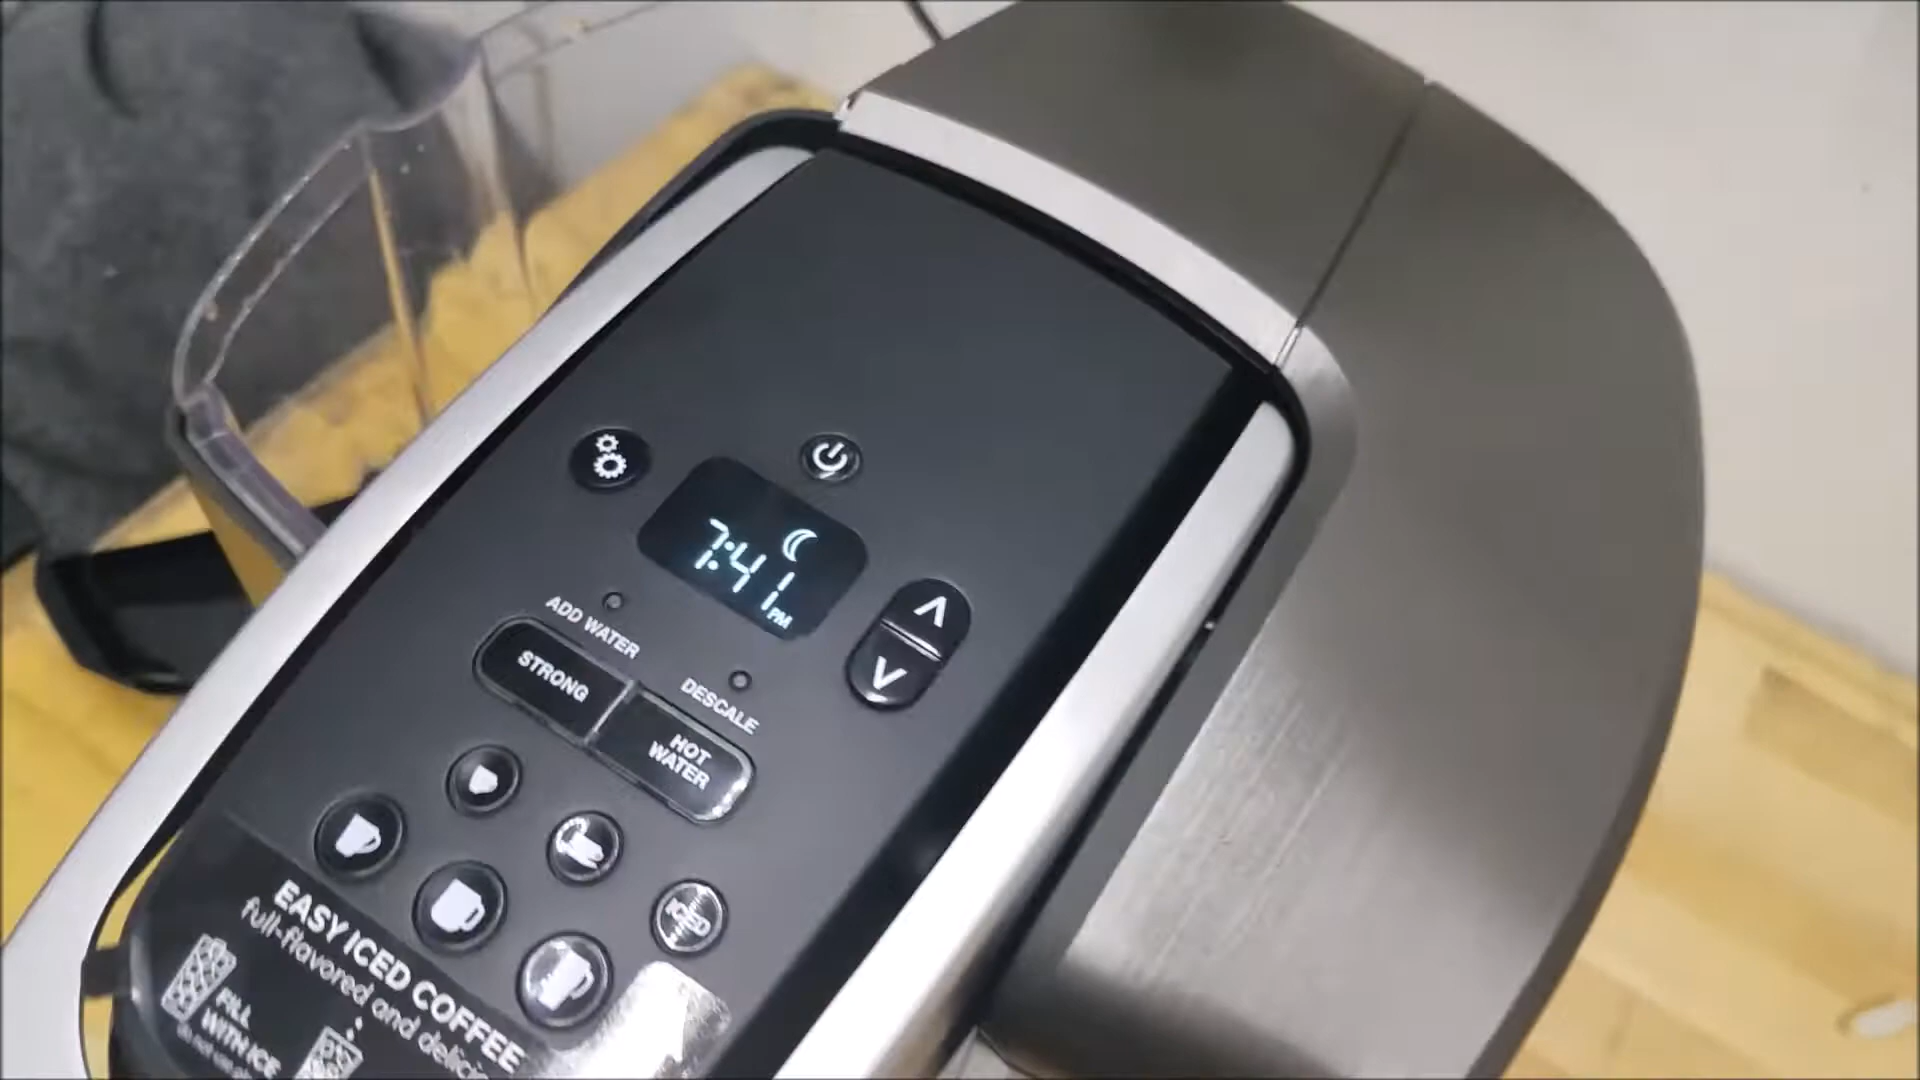 7:41
PM
ADD WATER
STRONG
DESCALE
HOT
WATER
ICED
EASY ICED COFFEE
full-flavored and
FILL
WITH ICE